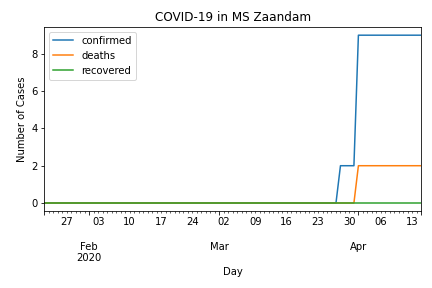 COVID-19 in MS Zaandam
confirmed
deaths
recovered
Number of Cases
8
6
4
2
0
27 03 10 17 24 02 09 16 23 30 06 13
Feb Mar Apr
2020
Day